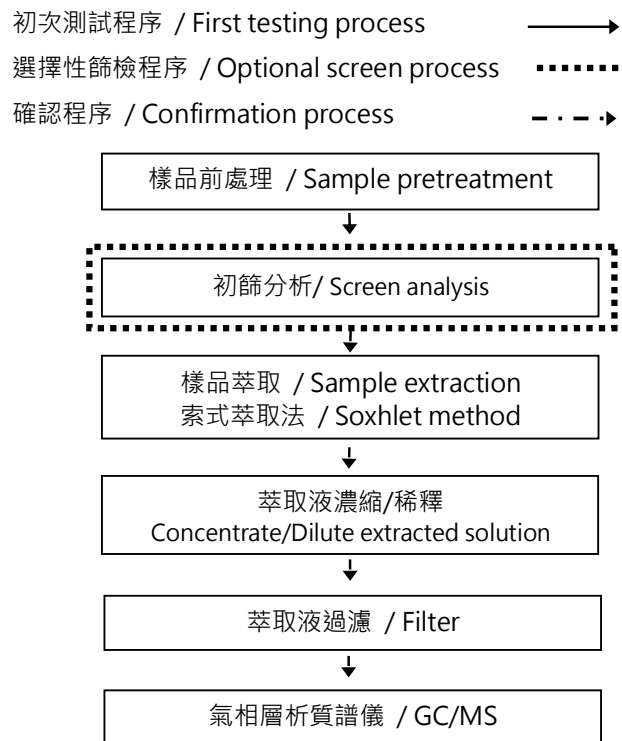 初次測試程序 / First testing process
選擇性篩檢程序 / Optional screen process
確認程序 / Confirmation process
樣品前處理 / Sample pretreatment
初篩分析/ Screen analysis
樣品萃取 / Sample extraction
索式萃取法 / Soxhlet method
萃取液濃縮/稀釋
Concentrate/Dilute extracted solution
萃取液過濾 / Filter
氣相層析質譜儀 / GC/MS